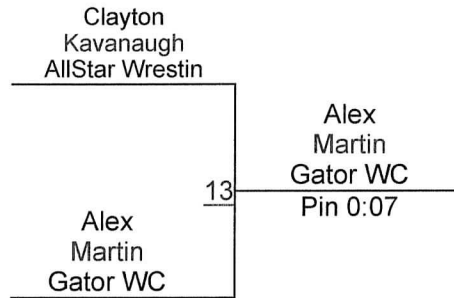 Clayton
Kavanaugh
AllStar Wrestin
Alex
Martin
Gator WC
13
Pin 0:07
Alex
Martin
Gator WC